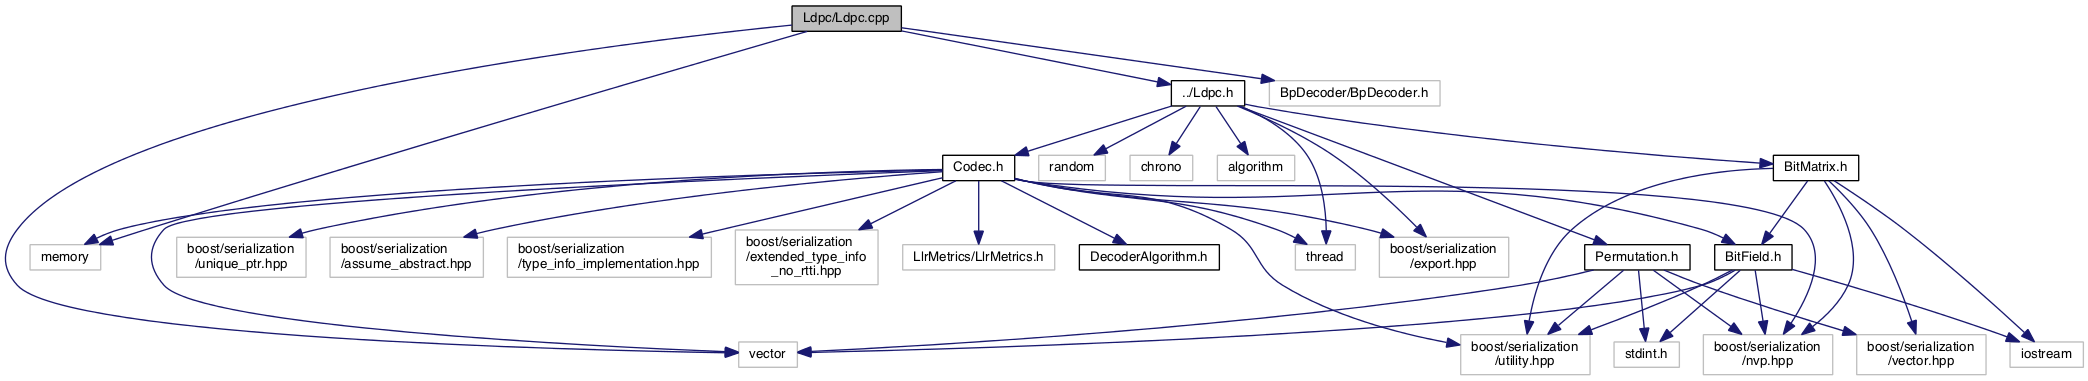 Ldpc/Ldpc.cpp
../Ldpc.h
BpDecoder/BpDecoder.h
Codec.h
random
chrono
algorithm
BitMatrix.h
memory
boost/serialization
/unique_ptr.hpp
boost/serialization
/assume_abstract.hpp
boost/serialization
/type_info_implementation.hpp
boost/serialization
/extended_type_info
_no_rtti.hpp
LlrMetrics/LlrMetrics.h
DecoderAlgorithm.h
thread
boost/serialization
/export.hpp
Permutation.h
BitField.h
vector
boost/serialization
/utility.hpp
stdint.h
boost/serialization
/nvp.hpp
boost/serialization
/vector.hpp
iostream